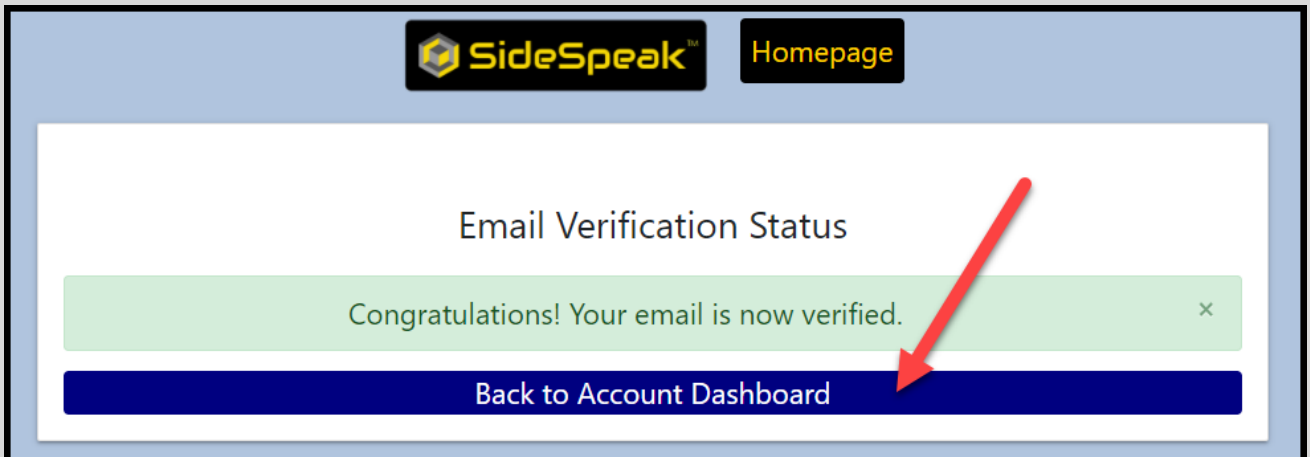 SideSpeak™
Homepage
Email Verification Status
Congratulations! Your email is now verified.
×
Back to Account Dashboard